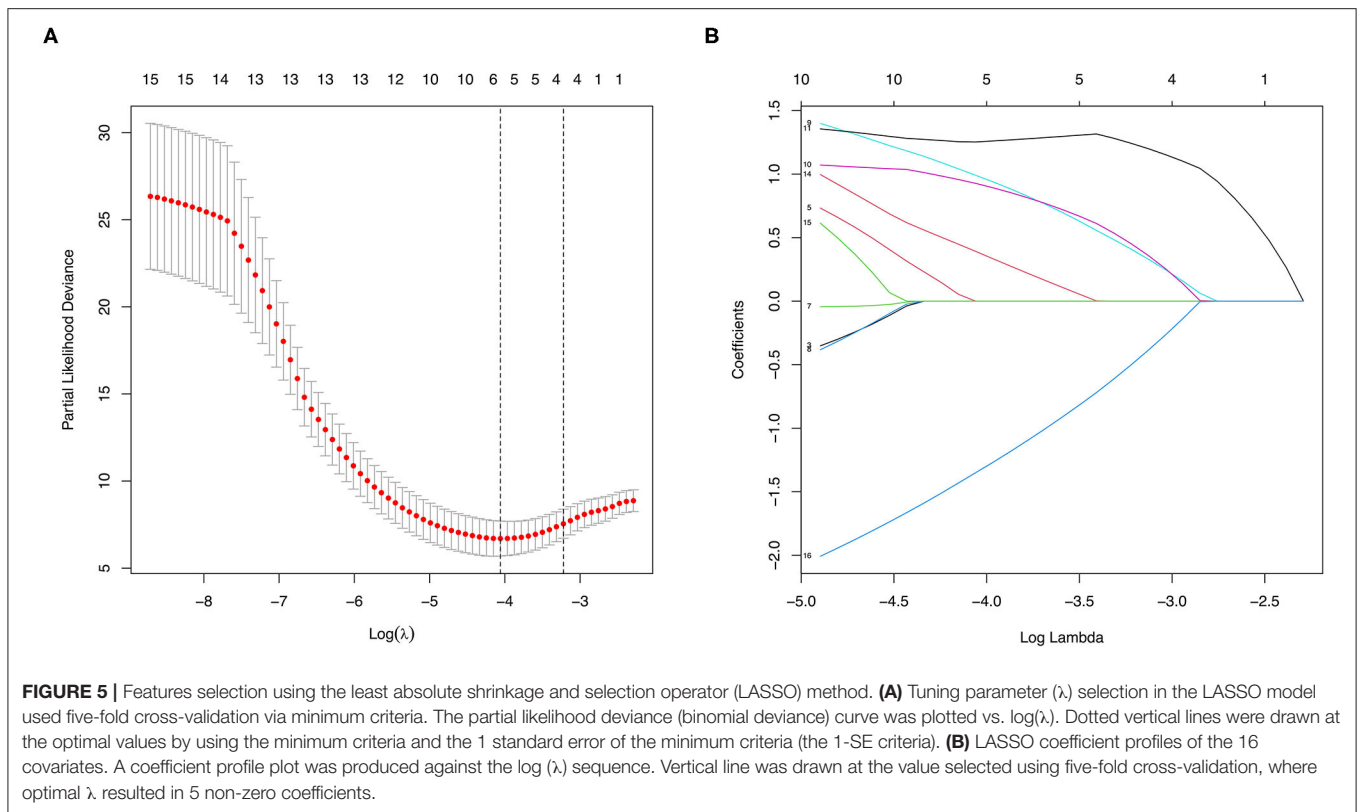 A
15 15 14 13 13 13 13 12 10 10 6 5 5 4 4 1 1
30
25
20
15
10
5
Partial Likelihood Deviance
−8 −7 −6 −5 −4 −3
Log(λ)
B
10 10 5 5 4 1
1.5
1.0
0.5
0.0
−0.5
−1.0
−1.5
−2.0
Coefficients
9
11
10
14
5
15
7
16
−5.0 −4.5 −4.0 −3.5 −3.0 −2.5
Log Lambda
FIGURE 5 | Features selection using the least absolute shrinkage and selection operator (LASSO) method. (A) Tuning parameter (λ) selection in the LASSO model
used five-fold cross-validation via minimum criteria. The partial likelihood deviance (binomial deviance) curve was plotted vs. log(λ). Dotted vertical lines were drawn at
the optimal values by using the minimum criteria and the 1 standard error of the minimum criteria (the 1-SE criteria). (B) LASSO coefficient profiles of the 16
covariates. A coefficient profile plot was produced against the log (λ) sequence. Vertical line was drawn at the value selected using five-fold cross-validation, where
optimal λ resulted in 5 non-zero coefficients.